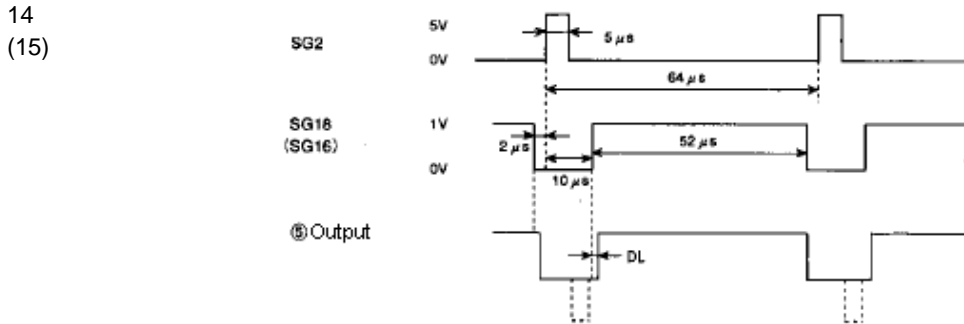 14
(15)
SG2
5V
0V
5 μs
64 μs
SG18
(SG16)
1V
0V
2 μs
10 μs
52 μs
⑤Output
DL